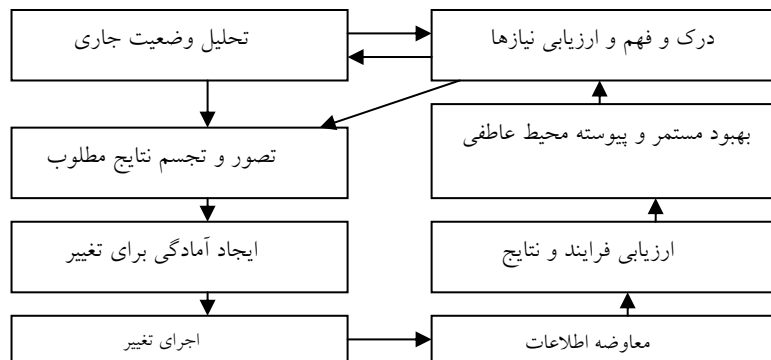 درک و فهم و ارزیابی نیازها
تحلیل وضعیت جاری
بهبود مستمر و پیوسته محیط عاطفی
تصور و تجسم نتایج مطلوب
ارزیابی فرایند و نتایج
ایجاد آمادگی برای تغییر
معاوضه اطلاعات
اجرای تغییر